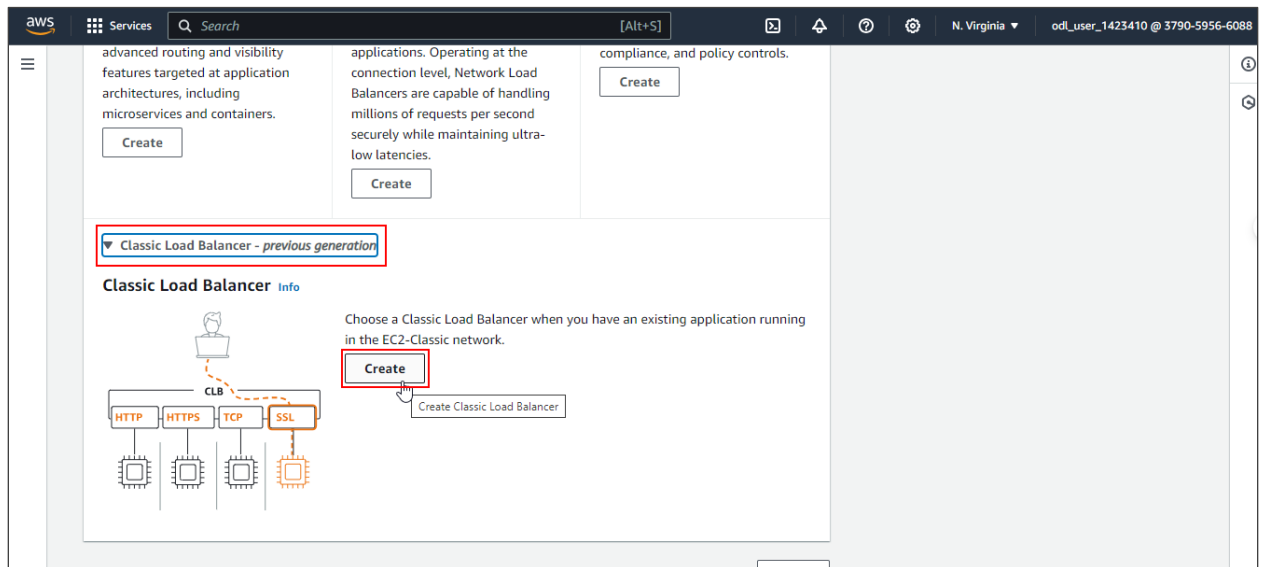 aws
Services
Search
[Alt+S]
N. Virginia ▼
odl_user_1423410 @ 3790-5956-6088
advanced routing and visibility
features targeted at application
architectures, including
microservices and containers.
Create
applications. Operating at the
connection level, Network Load
Balancers are capable of handling
millions of requests per second
securely while maintaining ultra-
low latencies.
Create
compliance, and policy controls.
Create
▼ Classic Load Balancer - previous generation
Classic Load Balancer Info
CLB
HTTP
HTTPS
TCP
SSL
Choose a Classic Load Balancer when you have an existing application running
in the EC2-Classic network.
Create
Create Classic Load Balancer